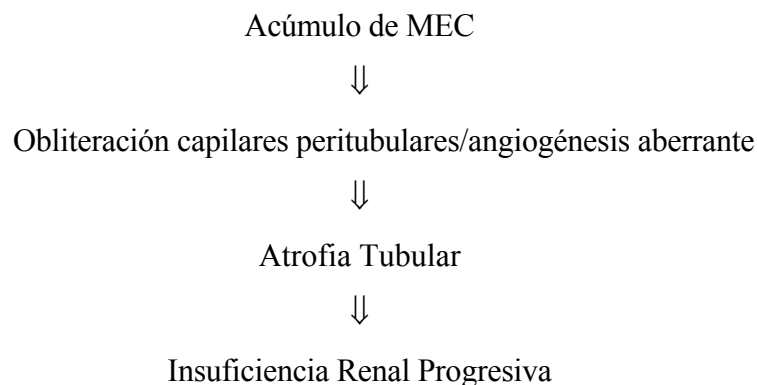 Acúmulo de MEC
⇓
Obliteración capilares peritubulares/angiogénesis aberrante
⇓
Atrofia Tubular
⇓
Insuficiencia Renal Progresiva